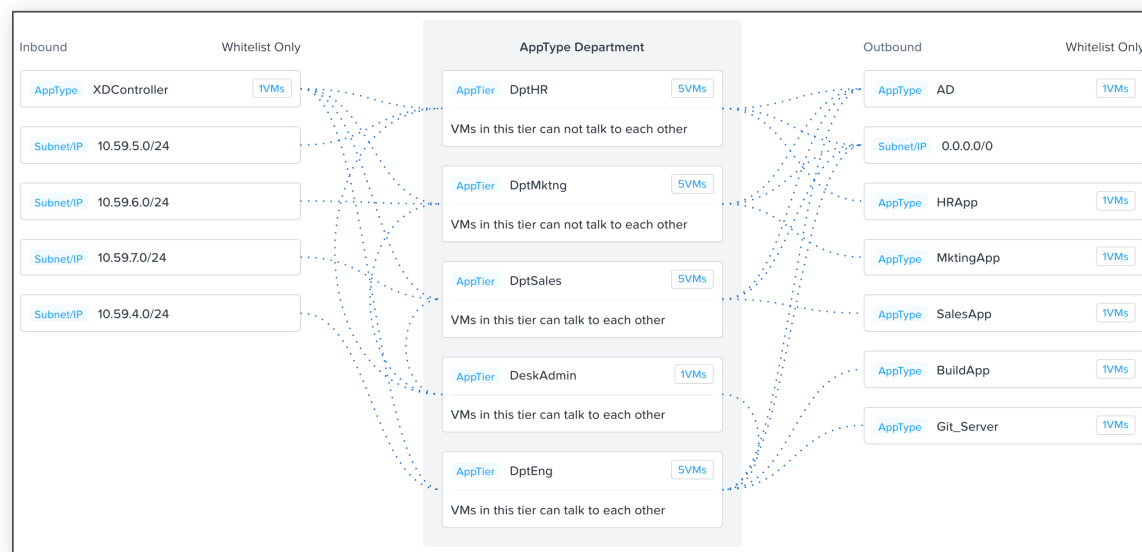 Inbound Whitelist Only
AppType XDController 1VMs
Subnet/IP 10.59.5.0/24
Subnet/IP 10.59.6.0/24
Subnet/IP 10.59.7.0/24
Subnet/IP 10.59.4.0/24
AppType Department
AppTier DptHR 5VMs
VMs in this tier can not talk to each other
AppTier DptMktng 5VMs
VMs in this tier can not talk to each other
AppTier DptSales 5VMs
VMs in this tier can talk to each other
AppTier DeskAdmin 1VMs
VMs in this tier can talk to each other
AppTier DptEng 5VMs
VMs in this tier can talk to each other
Outbound Whitelist Only
AppType AD 1VMs
Subnet/IP 0.0.0.0/0
AppType HRApp 1VMs
AppType MktingApp 1VMs
AppType SalesApp 1VMs
AppType BuildApp 1VMs
AppType Git_Server 1VMs